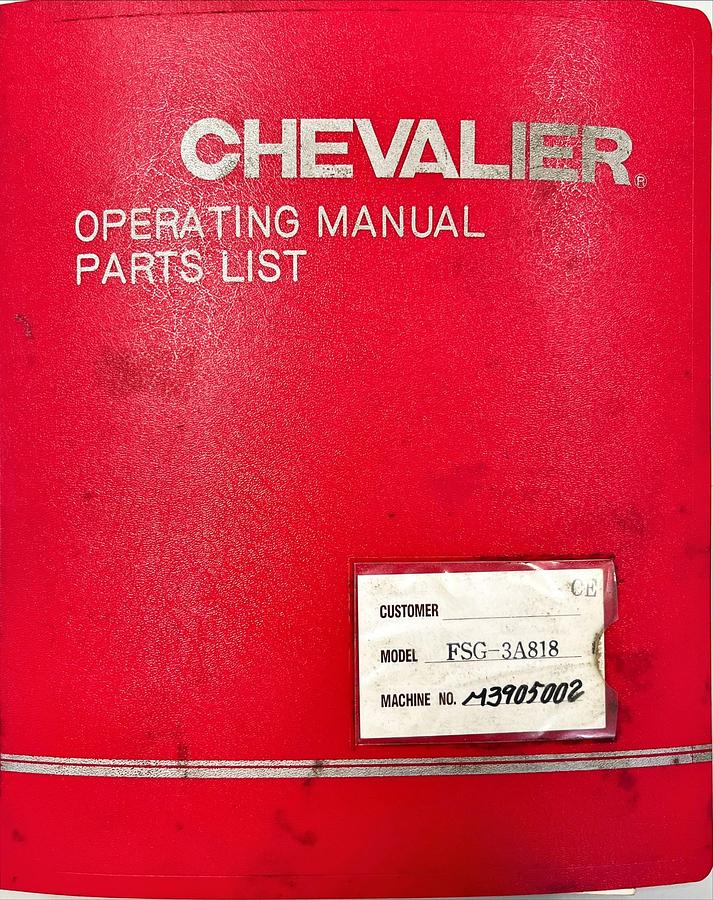 CHEVALIER®
OPERATING MANUAL
PARTS LIST
CE
CUSTOMER
MODEL FSG-3A818
MACHINE NO. M3905002